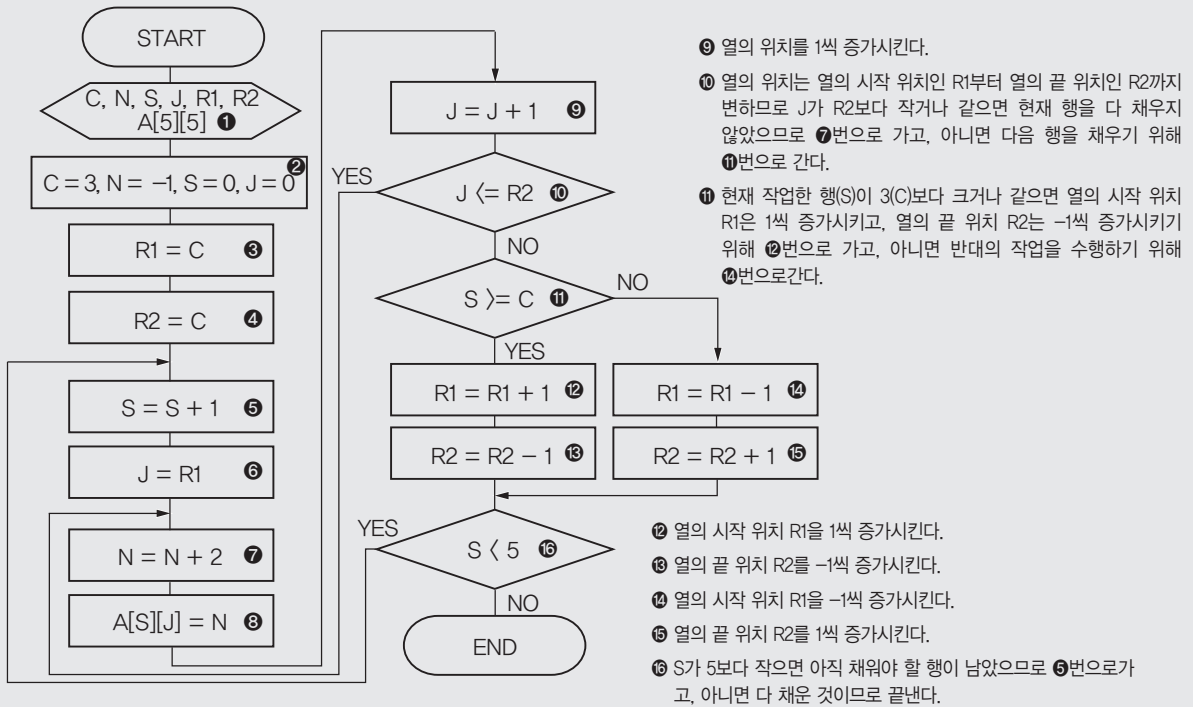 START
C, N, S, J, R1, R2
A[5][5] ❶
C = 3, N = −1, S = 0, J = 0 ❷
R1 = C ❸
R2 = C ❹
S = S + 1 ❺
J = R1 ❻
N = N + 2 ❼
A[S][J] = N ❽
J = J + 1 ❾
YES
J 〈= R2 ❿
NO
S 〉= C ⓫
NO
YES
R1 = R1 + 1 ⓬
R1 = R1 − 1 ⓮
R2 = R2 − 1 ⓭
R2 = R2 + 1 ⓯
YES
S 〈 5 ⓰
NO
END
❾ 열의 위치를 1씩 증가시킨다.
❿ 열의 위치는 열의 시작 위치인 R1부터 열의 끝 위치인 R2까지
변하므로 J가 R2보다 작거나 같으면 현재 행을 다 채우지
않았으므로 ❼번으로 가고, 아니면 다음 행을 채우기 위해
⓫번으로 간다.
⓫ 현재 작업한 행(S)이 3(C)보다 크거나 같으면 열의 시작 위치
R1은 1씩 증가시키고, 열의 끝 위치 R2는 −1씩 증가시키기
위해 ⓬번으로 가고, 아니면 반대의 작업을 수행하기 위해
⓮번으로간다.
⓬ 열의 시작 위치 R1을 1씩 증가시킨다.
⓭ 열의 끝 위치 R2를 −1씩 증가시킨다.
⓮ 열의 시작 위치 R1을 −1씩 증가시킨다.
⓯ 열의 끝 위치 R2를 1씩 증가시킨다.
⓰ S가 5보다 작으면 아직 채워야 할 행이 남았으므로 ❺번으로가
고, 아니면 다 채운 것이므로 끝낸다.